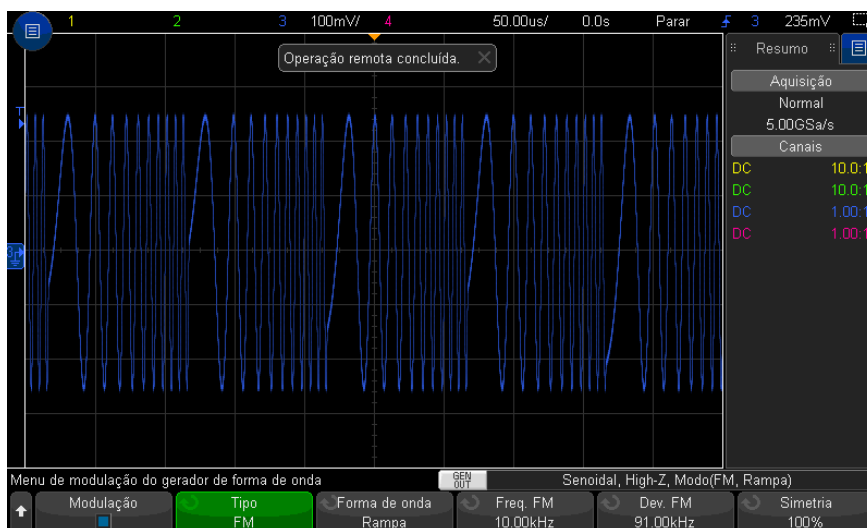 1 2 3 100mV/ 4 50.00us/ 0.0s Parar 3 235mV
Operação remota concluída.
T
3
Resumo
Aquisição
Normal
5.00GSa/s
Canais
DC 10.0:1
DC 10.0:1
DC 1.00:1
DC 1.00:1
Menu de modulação do gerador de forma de onda
GEN OUT
Senoidal, High-Z, Modo(FM, Rampa)
Modulação
Tipo
FM
Forma de onda
Rampa
Freq. FM
10.00kHz
Dev. FM
91.00kHz
Simetria
100%